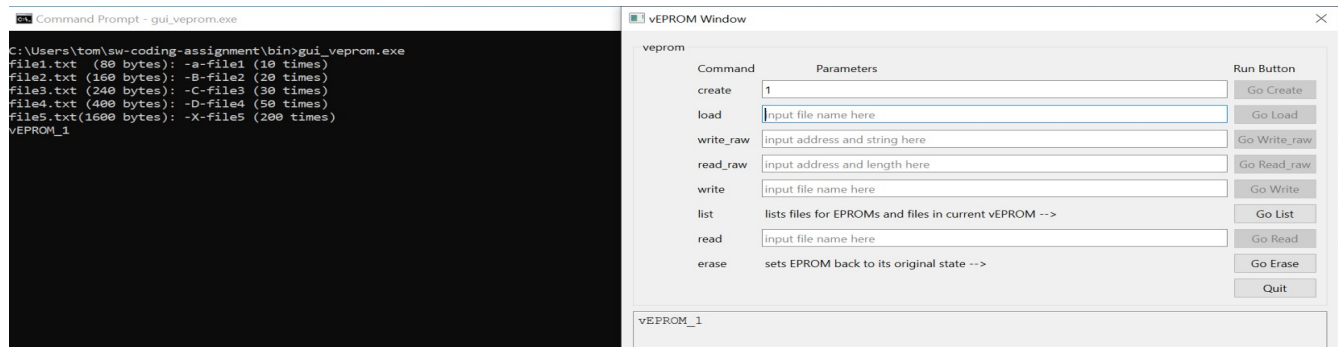 Command Prompt - gui_veprom.exe
C:\Users\tom\sw-coding-assignment\bin>gui_veprom.exe
file1.txt  (80 bytes): -a-file1 (10 times)
file2.txt (160 bytes): -B-file2 (20 times)
file3.txt (240 bytes): -C-file3 (30 times)
file4.txt (400 bytes): -D-file4 (50 times)
file5.txt(1600 bytes): -X-file5 (200 times)
vEPROM_1
vEPROM Window
veprom
Command Parameters Run Button
create 1 Go Create
load input file name here Go Load
write_raw input address and string here Go Write_raw
read_raw input address and length here Go Read_raw
write input file name here Go Write
list lists files for EPROMs and files in current vEPROM --> Go List
read input file name here Go Read
erase sets EPROM back to its original state --> Go Erase
Quit
vEPROM_1